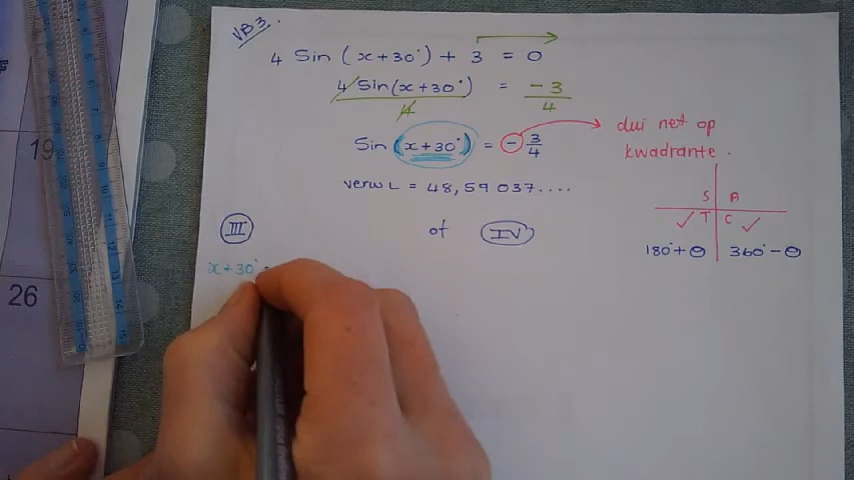 VB3.
4 Sin (x+30°) + 3 = 0
4 Sin(x+30°) / 4 = -3 / 4
Sin (x+30°) = - 3/4
dui net op
kwadrante.
verw L = 48,59 037....
S A
T C
180°+θ 360°-θ
III of IV
x+30° =
19
26